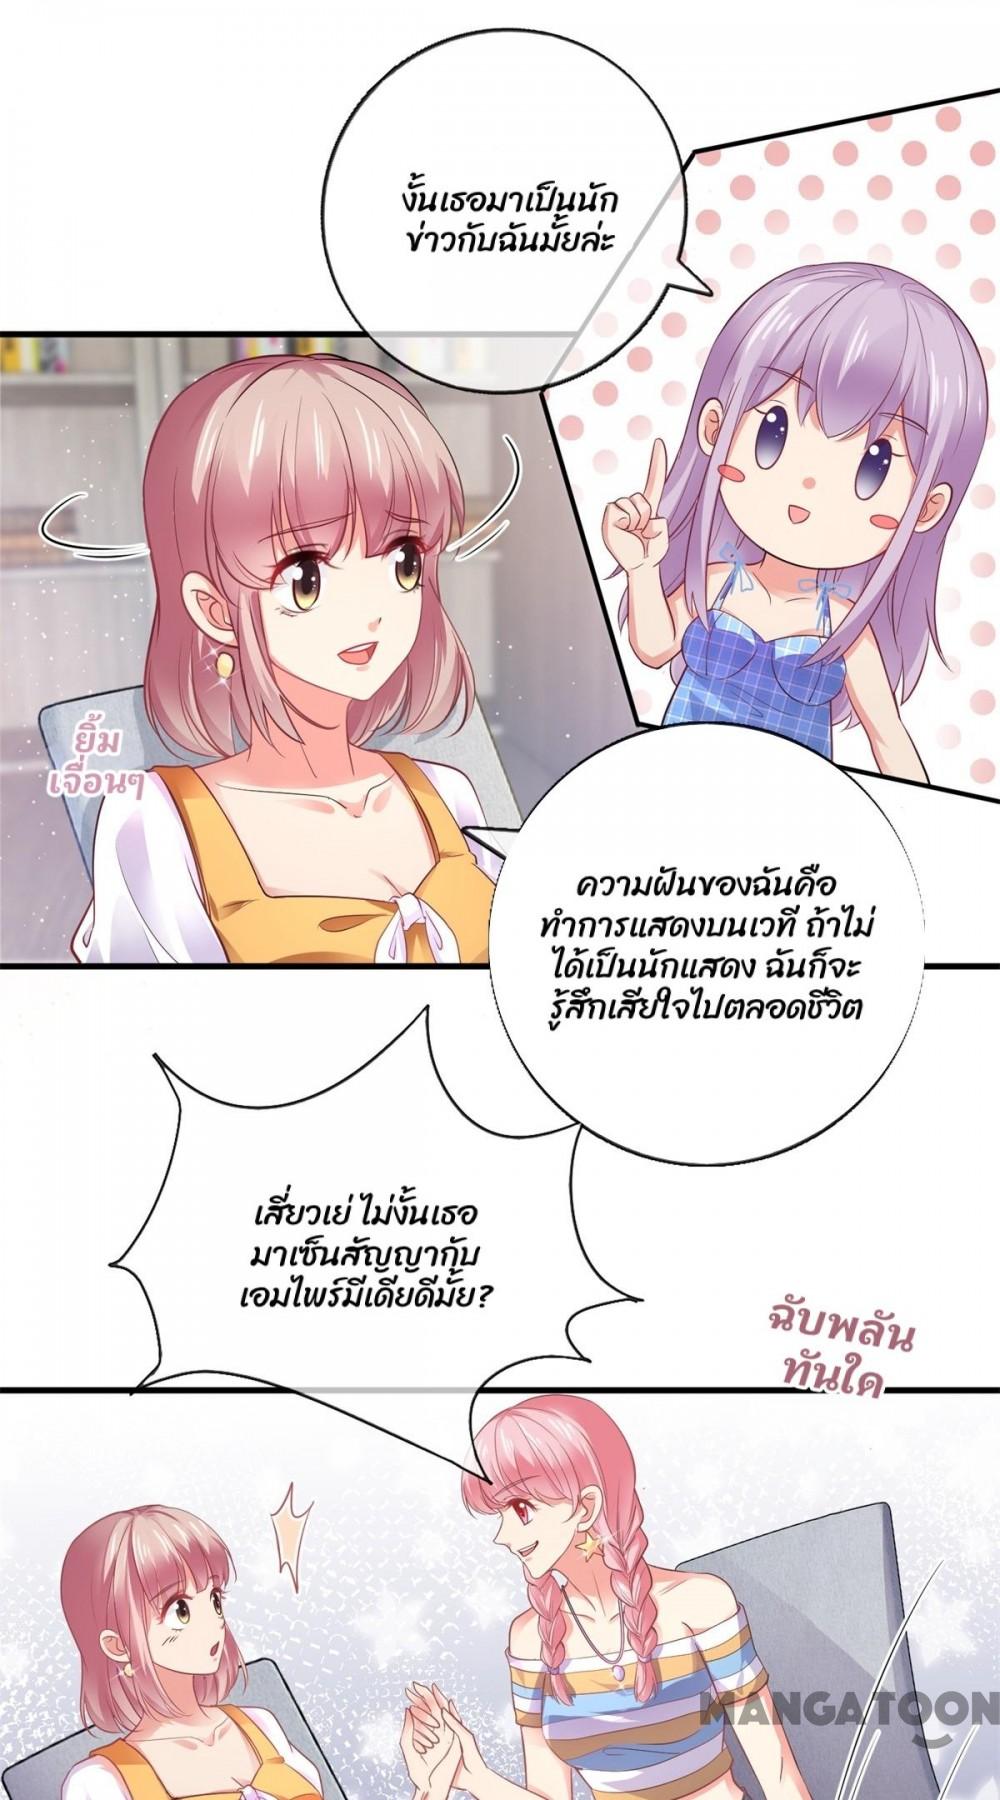 งั้นเธอมาเป็นนัก
ข่าวกับฉันมั้ยล่ะ
ยิ้ม
เจื่อนๆ
ความฝันของฉันคือ
ทำการแสดงบนเวที ถ้าไม่
ได้เป็นนักแสดง ฉันก็จะ
รู้สึกเสียใจไปตลอดชีวิต
เสี่ยวเย่ ไม่งั้นเธอ
มาเซ็นสัญญากับ
เอมไพร์มีเดียดีมั้ย?
ฉับพลัน
ทันใด
MANGATOON